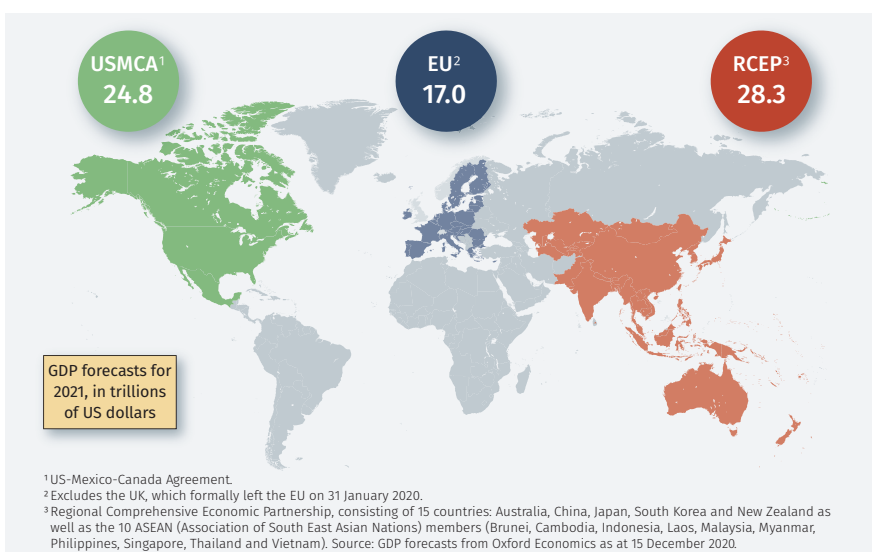 USMCA¹
24.8
EU²
17.0
RCEP³
28.3
GDP forecasts for
2021, in trillions
of US dollars
¹ US-Mexico-Canada Agreement.
² Excludes the UK, which formally left the EU on 31 January 2020.
³ Regional Comprehensive Economic Partnership, consisting of 15 countries: Australia, China, Japan, South Korea and New Zealand as
well as the 10 ASEAN (Association of South East Asian Nations) members (Brunei, Cambodia, Indonesia, Laos, Malaysia, Myanmar,
Philippines, Singapore, Thailand and Vietnam). Source: GDP forecasts from Oxford Economics as at 15 December 2020.